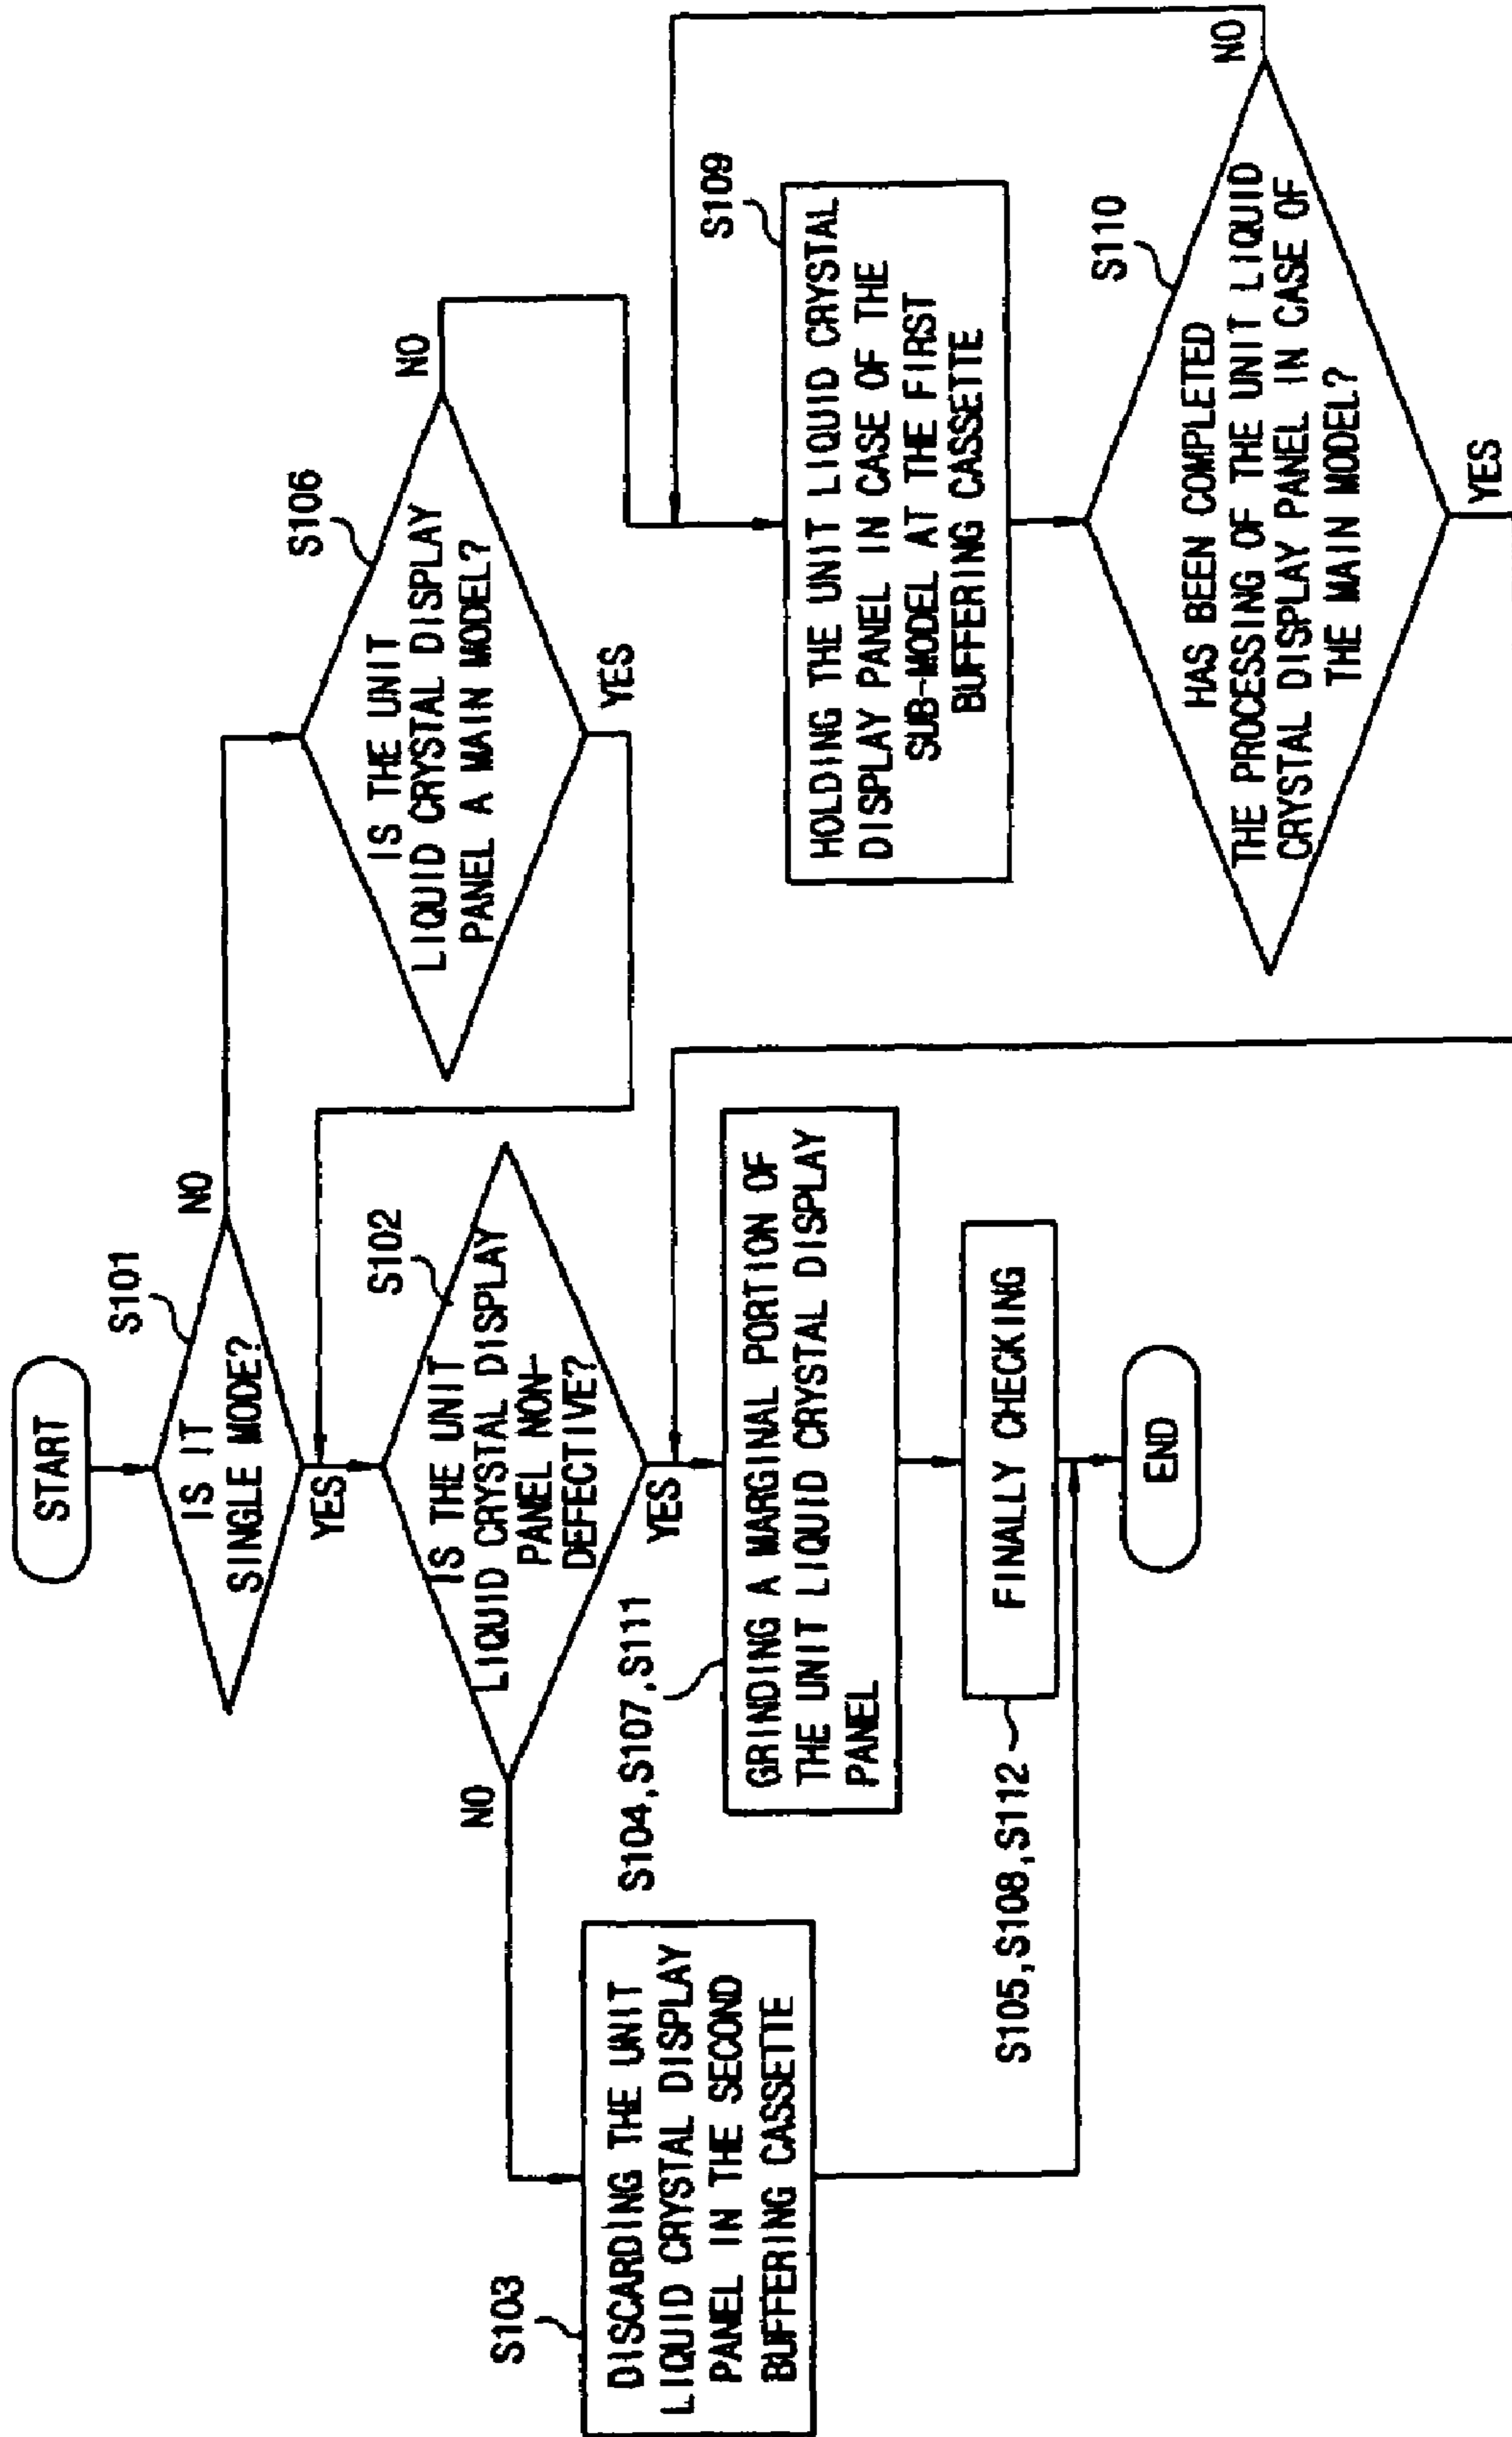 START
S101
IS IT
SINGLE MODE?
NO
YES
S102
IS THE UNIT
LIQUID CRYSTAL DISPLAY
PANEL NON-
DEFECTIVE?
NO
YES
S103
DISCARDING THE UNIT
LIQUID CRYSTAL DISPLAY
PANEL IN THE SECOND
BUFFERING CASSETTE
S104,S107,S111
GRINDING A MARGINAL PORTION OF
THE UNIT LIQUID CRYSTAL DISPLAY
PANEL
S105,S108,S112
FINALLY CHECKING
END
S106
IS THE UNIT
LIQUID CRYSTAL DISPLAY
PANEL A MAIN MODEL?
NO
YES
S109
HOLDING THE UNIT LIQUID CRYSTAL
DISPLAY PANEL IN CASE OF THE
SUB-MODEL AT THE FIRST
BUFFERING CASSETTE
S110
HAS BEEN COMPLETED
THE PROCESSING OF THE UNIT LIQUID
CRYSTAL DISPLAY PANEL IN CASE OF
THE MAIN MODEL?
NO
YES